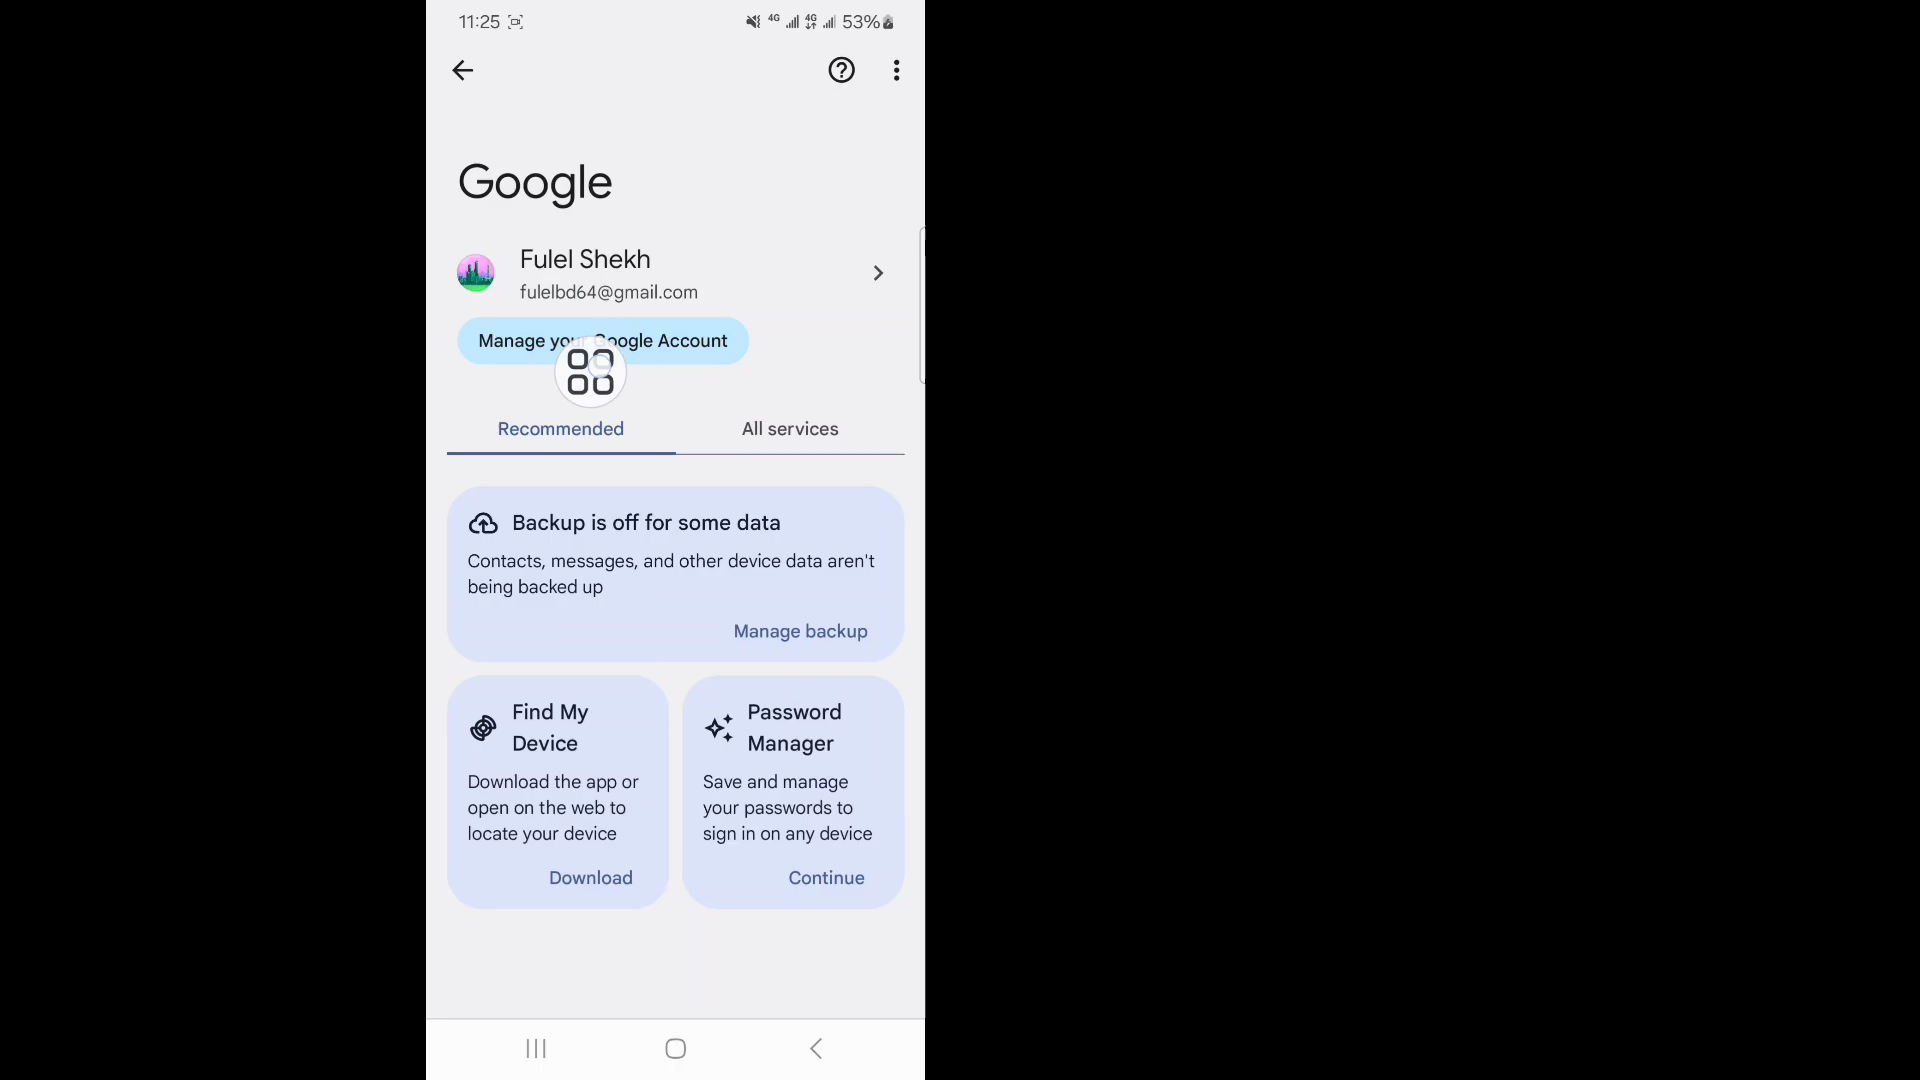 11:25
4G 4G 53%
Google
Fulel Shekh
fulelbd64@gmail.com
Manage your Google Account
Recommended
All services
Backup is off for some data
Contacts, messages, and other device data aren't
being backed up
Manage backup
Find My
Device
Download the app or
open on the web to
locate your device
Download
Password
Manager
Save and manage
your passwords to
sign in on any device
Continue